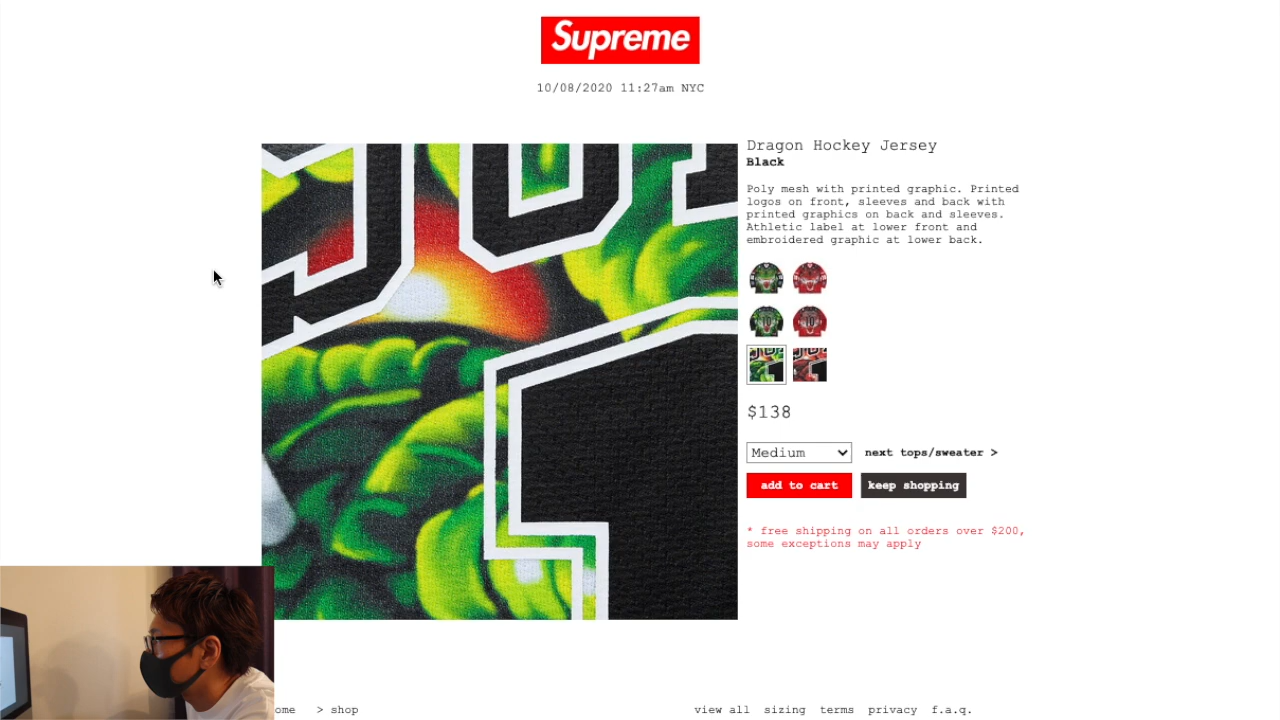 Supreme
10/08/2020 11:27am NYC
Dragon Hockey Jersey
Black
Poly mesh with printed graphic. Printed
logos on front, sleeves and back with
printed graphics on back and sleeves.
Athletic label at lower front and
embroidered graphic at lower back.
$138
Medium
next tops/sweater >
add to cart
keep shopping
* free shipping on all orders over $200,
some exceptions may apply
> shop
view all sizing terms privacy f.a.q.